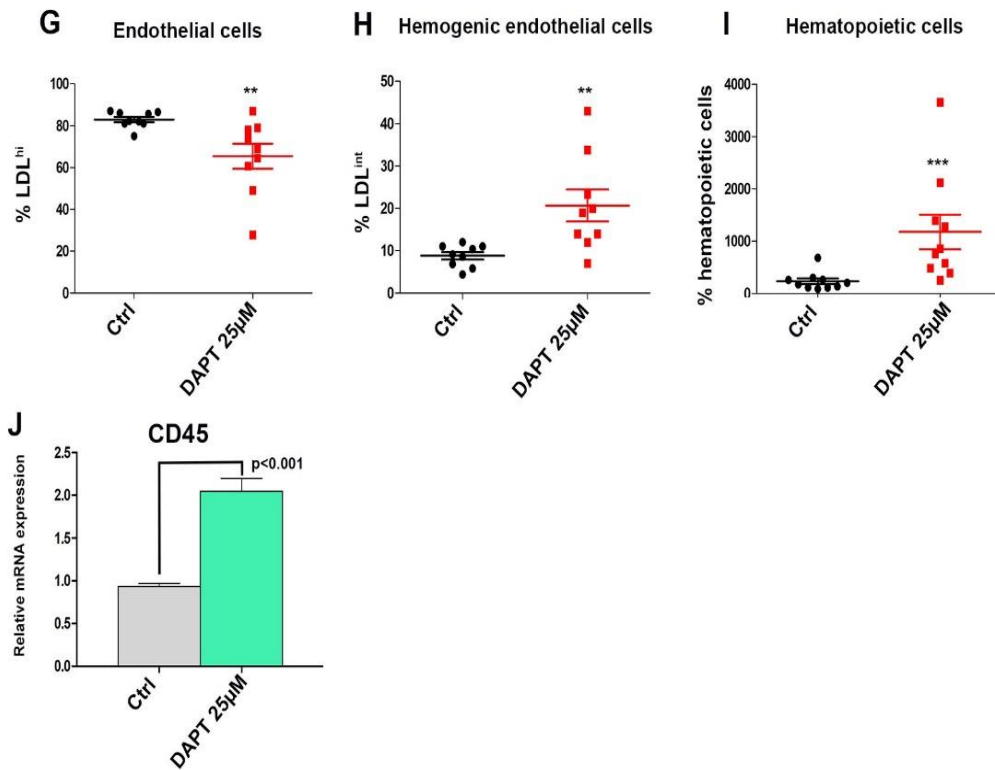 G Endothelial cells
**
% LDL^hi
100
80
60
40
20
0
Ctrl
DAPT 25µM
H Hemogenic endothelial cells
**
% LDL^int
50
40
30
20
10
0
Ctrl
DAPT 25µM
I Hematopoietic cells
***
% hematopoietic cells
4000
3000
2000
1000
0
Ctrl
DAPT 25µM
J
CD45
p<0.001
Relative mRNA expression
2.5
2.0
1.5
1.0
0.5
0.0
Ctrl
DAPT 25µM